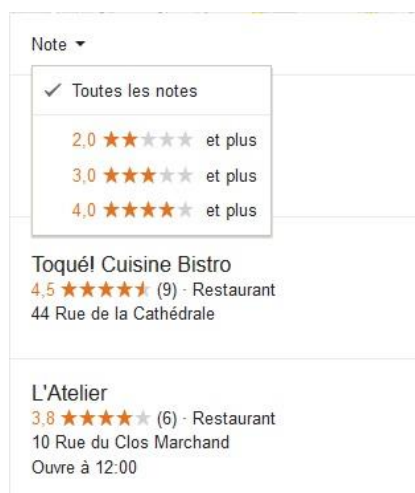 Note
Toutes les notes
2,0 et plus
3,0 et plus
4,0 et plus
Toqué! Cuisine Bistro
4,5 (9) · Restaurant
44 Rue de la Cathédrale
L'Atelier
3,8 (6) · Restaurant
10 Rue du Clos Marchand
Ouvre à 12:00